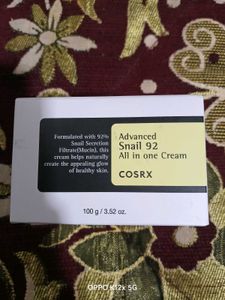 Formulated with 92%
Snail Secretion
Filtrate(Mucin), this
cream helps naturally
create the appealing glow
of healthy skin.
Advanced
Snail 92
All in one Cream
COSRX
100 g / 3.52 oz.
OPPO K12x 5G